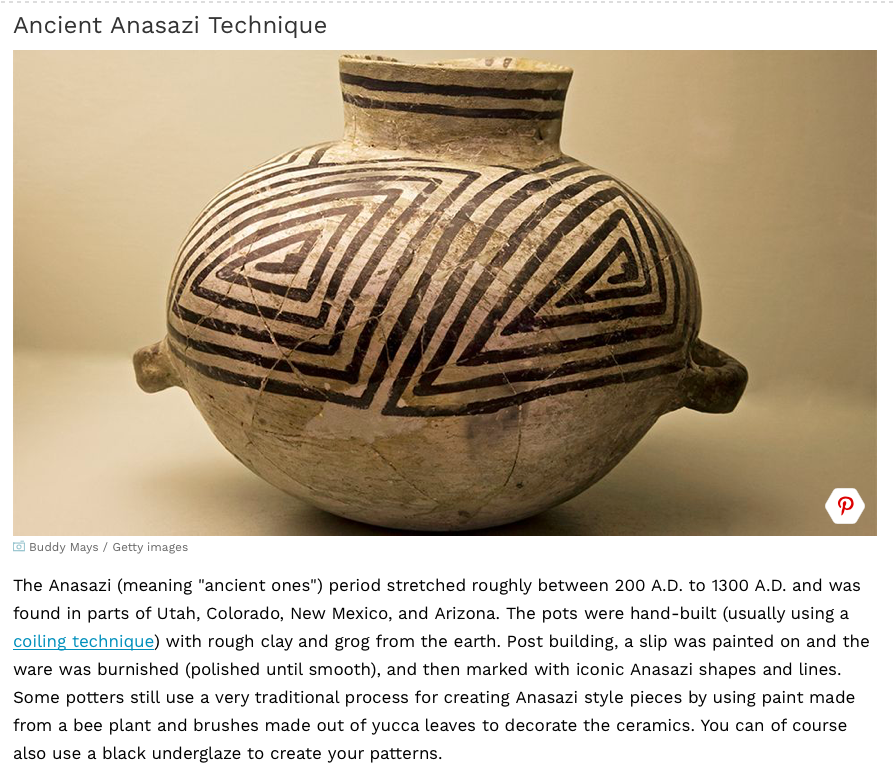 Ancient Anasazi Technique
Buddy Mays / Getty images
The Anasazi (meaning "ancient ones") period stretched roughly between 200 A.D. to 1300 A.D. and was
found in parts of Utah, Colorado, New Mexico, and Arizona. The pots were hand-built (usually using a
coiling technique) with rough clay and grog from the earth. Post building, a slip was painted on and the
ware was burnished (polished until smooth), and then marked with iconic Anasazi shapes and lines.
Some potters still use a very traditional process for creating Anasazi style pieces by using paint made
from a bee plant and brushes made out of yucca leaves to decorate the ceramics. You can of course
also use a black underglaze to create your patterns.